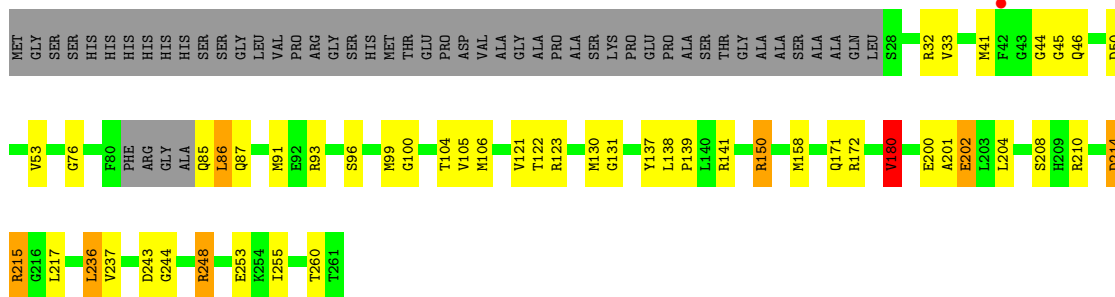 MET GLY SER SER HIS HIS HIS HIS HIS HIS SER SER GLY LEU VAL PRO ARG GLY SER HIS MET THR GLU PRO ASP VAL ALA GLY ALA PRO ALA SER LYS PRO GLU PRO ALA SER THR GLY ALA ALA SER ALA ALA GLN LEU S28 R32 V33 M41 F42 G43 G44 G45 Q46
V53 G76 F80 PHE ARG GLY ALA Q85 L86 Q87 M91 E92 R93 S96 M99 G100 T104 V105 M106 V121 T122 R123 M130 G131 Y137 L138 P139 L140 R141 R150 M158 Q171 R172 V180 E200 A201 E202 L203 L204 S208 H209 R210
R215 G216 L217 L236 V237 D243 G244 R248 E253 K254 I255 T260 T261